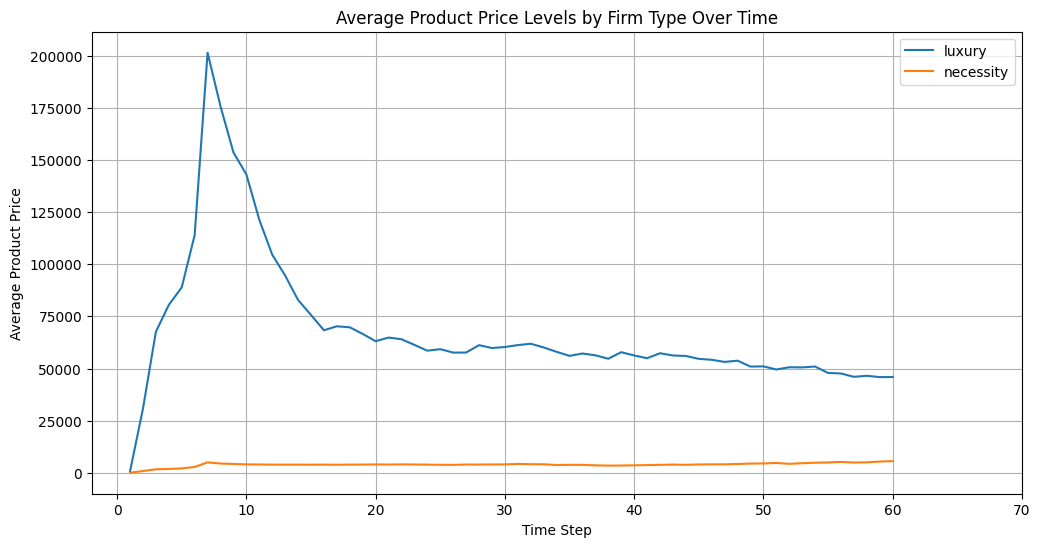 Average Product Price Levels by Firm Type Over Time
luxury
necessity
Average Product Price
200000
175000
150000
125000
100000
75000
50000
25000
0
0 10 20 30 40 50 60 70
Time Step